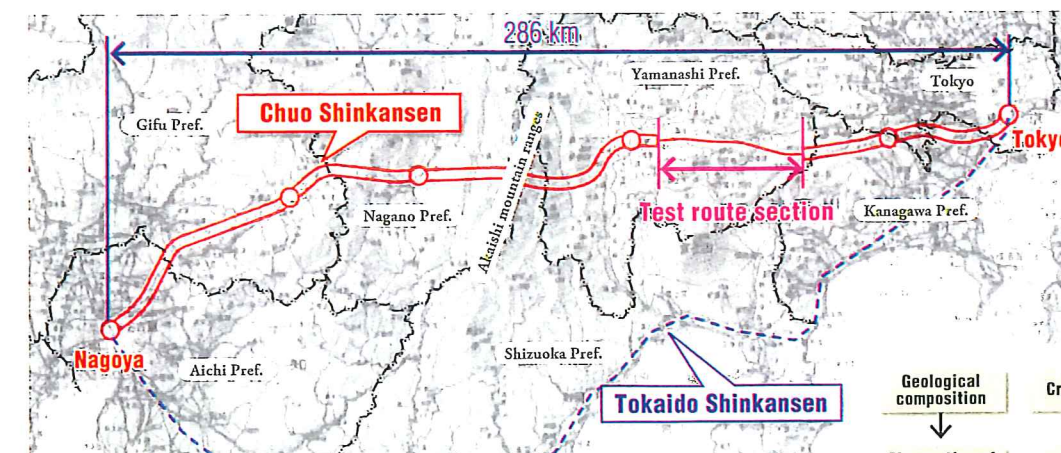 286 km
Yamanashi Pref.
Tokyo
Chuo Shinkansen
Gifu Pref.
Akaishi mountain ranges
Tokyo
Nagano Pref.
Test route section
Kanagawa Pref.
Nagoya
Aichi Pref.
Shizuoka Pref.
Tokaido Shinkansen
Geological
composition